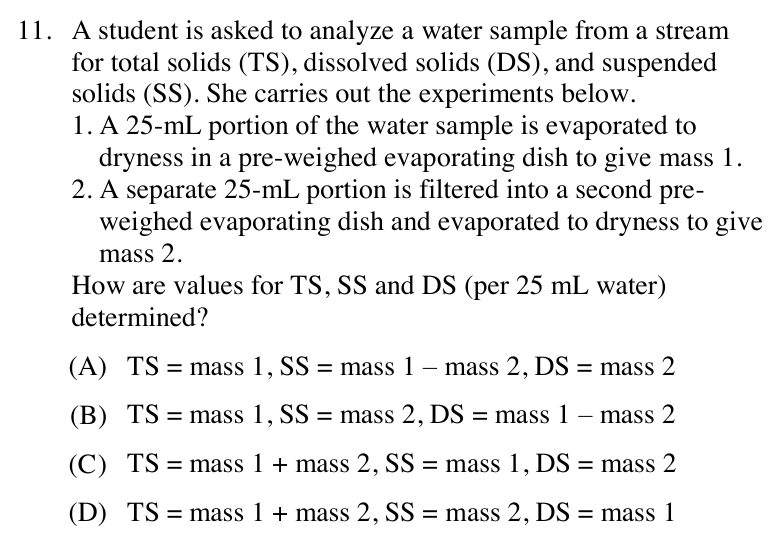 11. A student is asked to analyze a water sample from a stream
for total solids (TS), dissolved solids (DS), and suspended
solids (SS). She carries out the experiments below.
1. A 25-mL portion of the water sample is evaporated to
dryness in a pre-weighed evaporating dish to give mass 1.
2. A separate 25-mL portion is filtered into a second pre-
weighed evaporating dish and evaporated to dryness to give
mass 2.
How are values for TS, SS and DS (per 25 mL water)
determined?
(A) TS = mass 1, SS = mass 1 – mass 2, DS = mass 2
(B) TS = mass 1, SS = mass 2, DS = mass 1 – mass 2
(C) TS = mass 1 + mass 2, SS = mass 1, DS = mass 2
(D) TS = mass 1 + mass 2, SS = mass 2, DS = mass 1